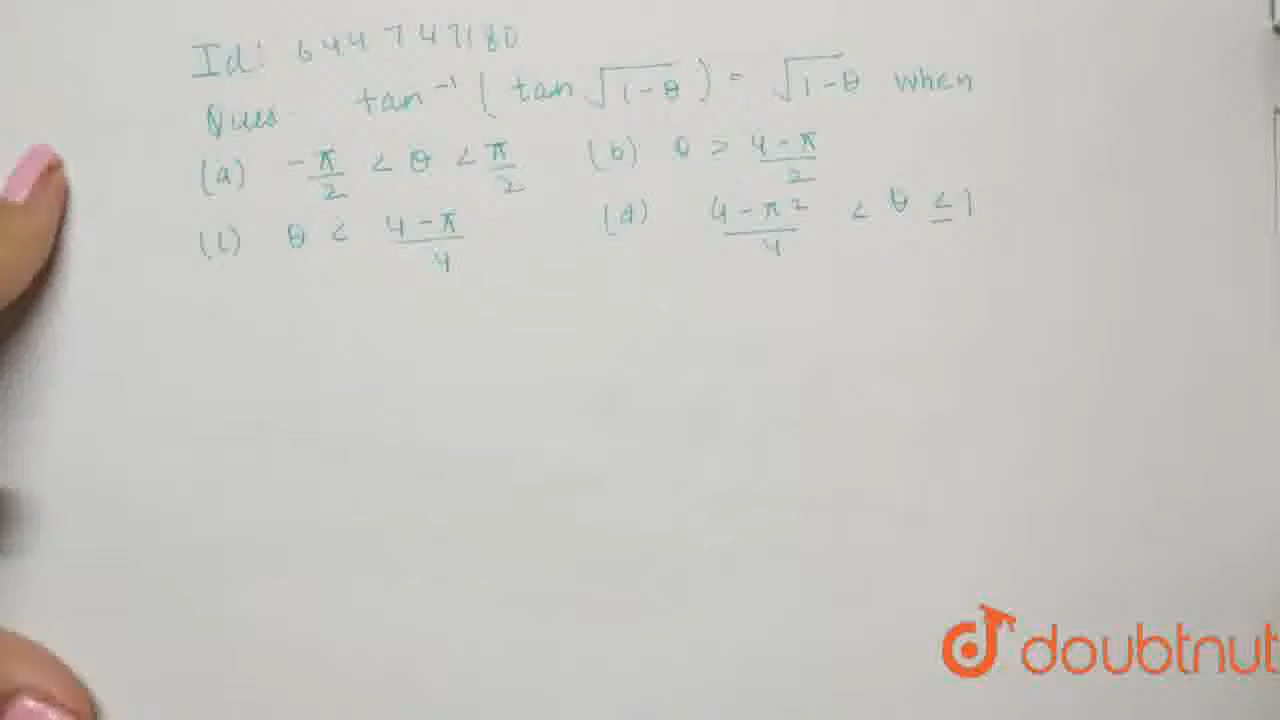 Id: 644747180
Ques. tan⁻¹ ( tan √(1-θ) ) = √(1-θ) when
(a) -π/2 < θ < π/2 (b) θ > (4-π)/2
(c) θ < (4-π)/4 (d) (4-π²)/4 < θ ≤ 1
doubtnut